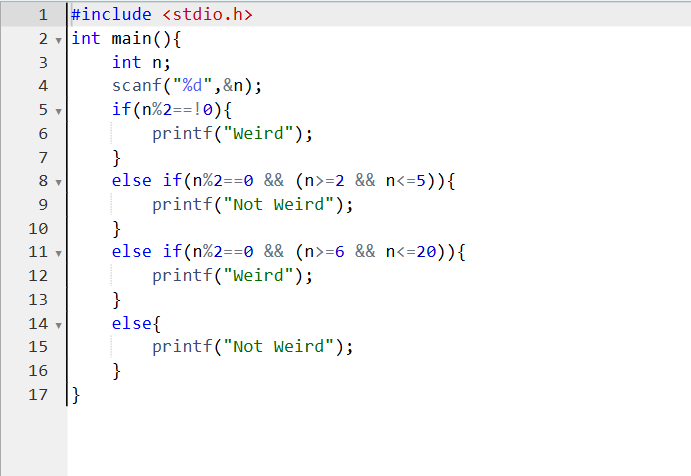 1 #include <stdio.h>
2 int main(){
3     int n;
4     scanf("%d",&n);
5     if(n%2==!0){
6         printf("Weird");
7     }
8     else if(n%2==0 && (n>=2 && n<=5)){
9         printf("Not Weird");
10     }
11     else if(n%2==0 && (n>=6 && n<=20)){
12         printf("Weird");
13     }
14     else{
15         printf("Not Weird");
16     }
17 }